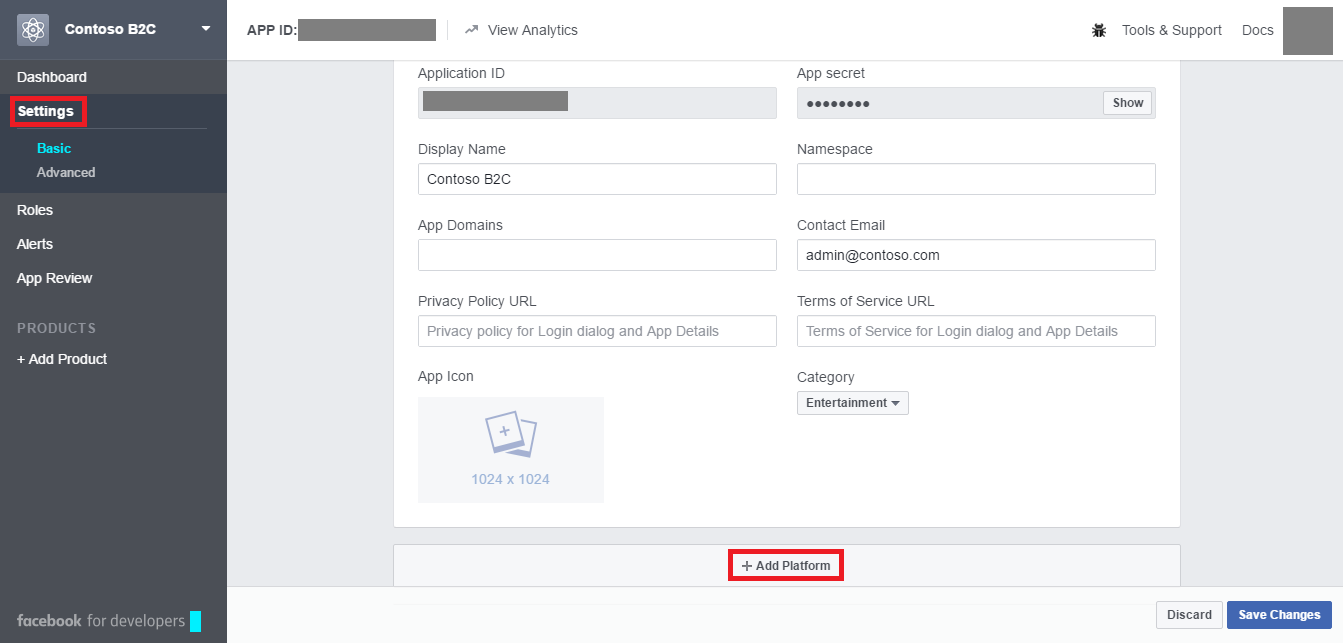 Contoso B2C
APP ID:
View Analytics
Tools & Support
Docs
Dashboard
Settings
Basic
Advanced
Roles
Alerts
App Review
PRODUCTS
+ Add Product
facebook for developers
Application ID
App secret
●●●●●●●●
Show
Display Name
Namespace
Contoso B2C
App Domains
Contact Email
admin@contoso.com
Privacy Policy URL
Terms of Service URL
Privacy policy for Login dialog and App Details
Terms of Service for Login dialog and App Details
App Icon
Category
Entertainment
1024 x 1024
+ Add Platform
Discard
Save Changes